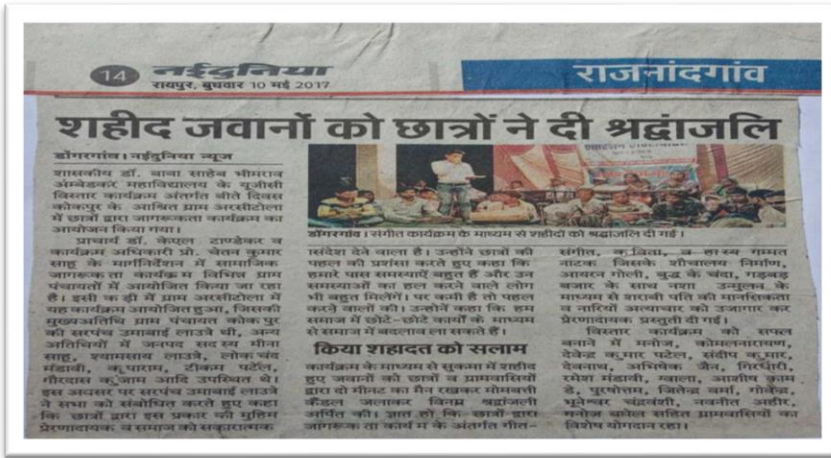 14
नईदुनिया
रायपुर, बुधवार 10 मई 2017
राजनांदगांव
शहीद जवानों को छात्रों ने दी श्रद्धांजलि
डोंगरगांव। नईदुनिया न्यूज
शासकीय डॉ. बाबा साहेब भीमराव
अंम्बेडकर महाविद्यालय के यूजीसी
विस्तार कार्यक्रम अंतर्गत बीते दिवस
कोकपुर के आश्रित ग्राम अरसीटोला
में छात्रों द्वारा जागरूकता कार्यक्रम का
आयोजन किया गया।
प्राचार्य डॉ. केएल टाण्डेकर व
कार्यक्रम अधिकारी प्रो. चेतन कुमार
साहू के मार्गनिर्देशन में सामाजिक
जागरूकता कार्यक्रम विभिन्न ग्राम
पंचायतों में आयोजित किया जा रहा
है। इसी कड़ी में ग्राम अरसीटोला में
यह कार्यक्रम आयोजित हुआ, जिसकी
मुख्यअतिथि ग्राम पंचायत कोकपुर
की सरपंच उमाबाई लाउत्रे थी, अन्य
अतिथियों में जनपद सदस्य मीना
साहू, श्यामसाय लाउत्रे, लोकचंद
मंडावी, कृपाराम, टीकम पटेल,
गौरदास कुंजाम आदि उपस्थित थे।
इस अवसर पर सरपंच उमाबाई लाउत्रे
ने सभा को संबोधित करते हुए कहा
कि छात्रों द्वारा इस प्रकार की मुहिम
प्रेरणादायक व समाज को सकारात्मक
डोंगरगांव। संगीत कार्यक्रम के माध्यम से शहीदों को श्रद्धांजलि दी गई।
संदेश देने वाला है। उन्होंने छात्रों की
पहल की प्रशंसा करते हुए कहा कि
हमारे पास समस्याएँ बहुत हैं और उन
समस्याओं का हल करने वाले लोग
भी बहुत मिलेंगे। पर कमी है तो पहल
करने वालों की। उन्होंने कहा कि हम
समाज में छोटे-छोटे कार्यों के माध्यम
से समाज में बदलाव ला सकते हैं।
किया शहादत को सलाम
कार्यक्रम के माध्यम से सुकमा में शहीद
हुए जवानों को छात्रों व ग्रामवासियों
द्वारा दो मीनट का मौन रखकर मोमबत्ती
कैंडल जलाकर विनम्र श्रद्धांजली
अर्पित की। ज्ञात हो कि छात्रों द्वारा
जागरूकता कार्यम के अंतर्गत गीत-
संगीत, कविता, व हास्य गम्मत
नाटक जिसके शौचालय निर्माण,
आयरन गोली, बुद्ध के चंदा, गड़बड़
बजार के साथ नशा उन्मुलन के
माध्यम से शराबी पति की मानसिकता
व नारियों अत्याचार को उजागर कर
प्रेरणादायक प्रस्तुती दी गई।
विस्तार कार्यक्रम को सफल
बनाने में मनोज, कोमलनारायण,
देवेन्द्र कुमार पटेल, संदीप कुमार,
देवनाथ, अभिषेक जैन, गिरधारी,
रमेश मंडावी, ग्वाला, आशीष कोम
डे, पुरषोत्तम, जितेन्द्र वर्मा, गोलेन्द्र,
भूनेश्वर चंद्रवंशी, नवनीत अहीर,
मनोज बघेल सहित ग्रामवासियों का
विशेष योगदान रहा।